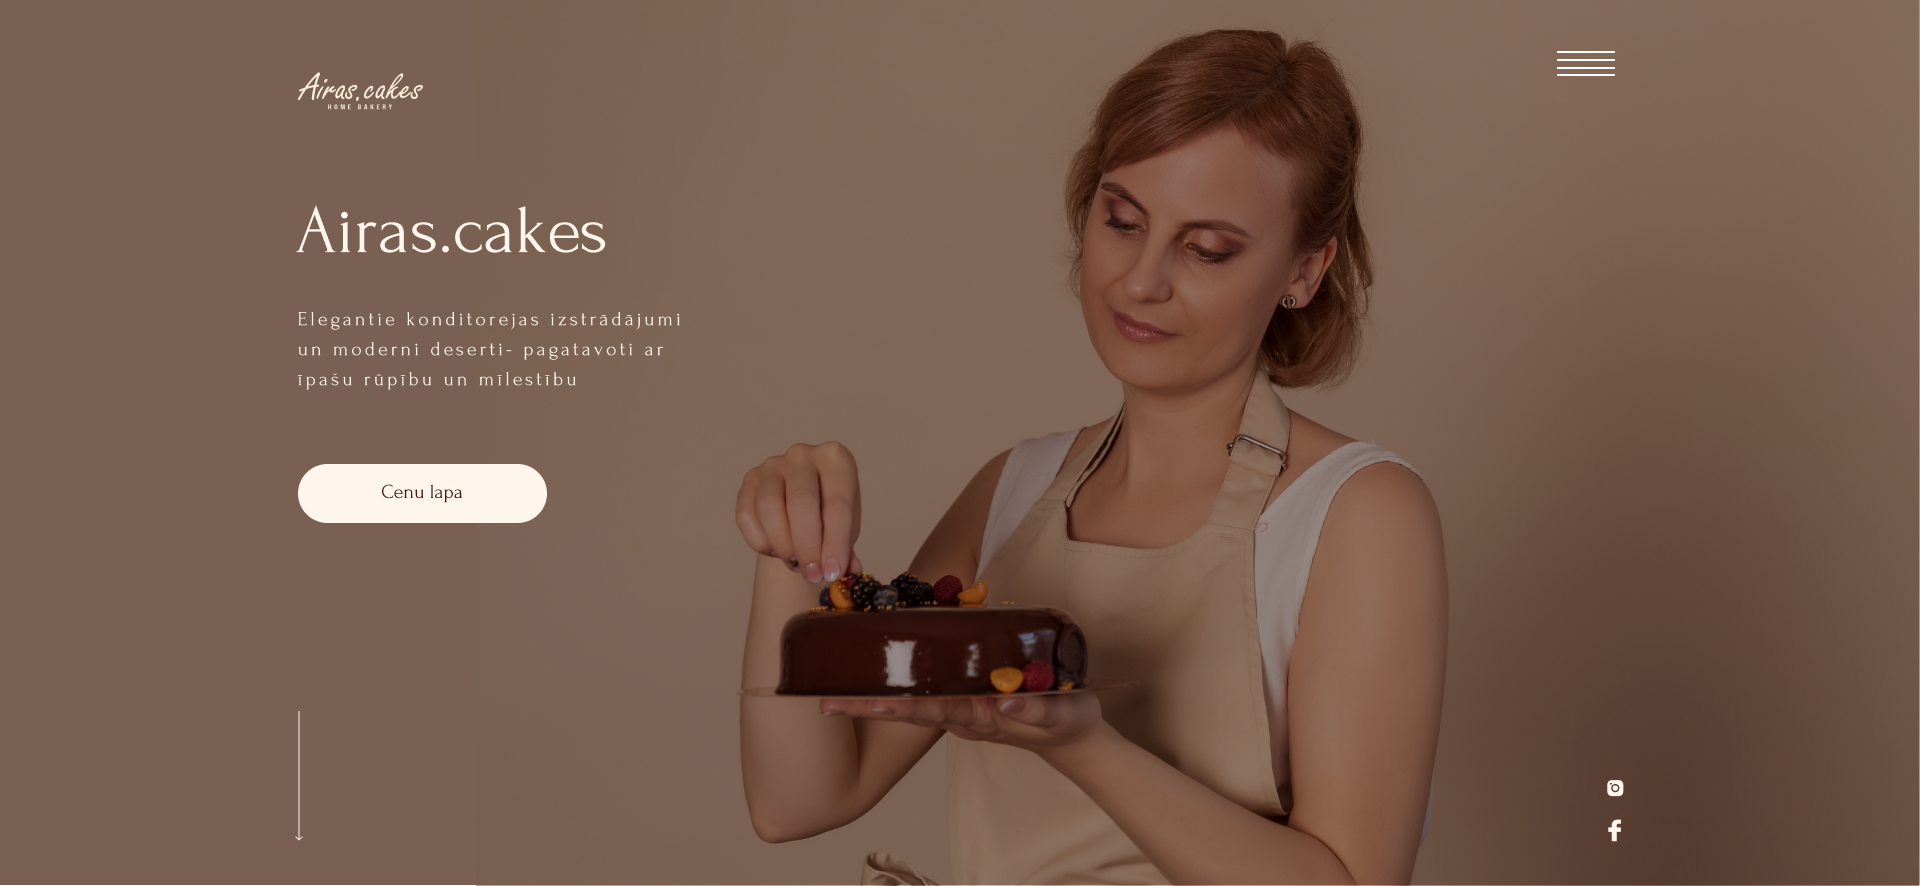 Airas.cakes
HOME BAKERY
Airas.cakes
Elegantie konditorejas izstrādājumi
un moderni deserti- pagatavoti ar
īpašu rūpību un mīlestību
Cenu lapa